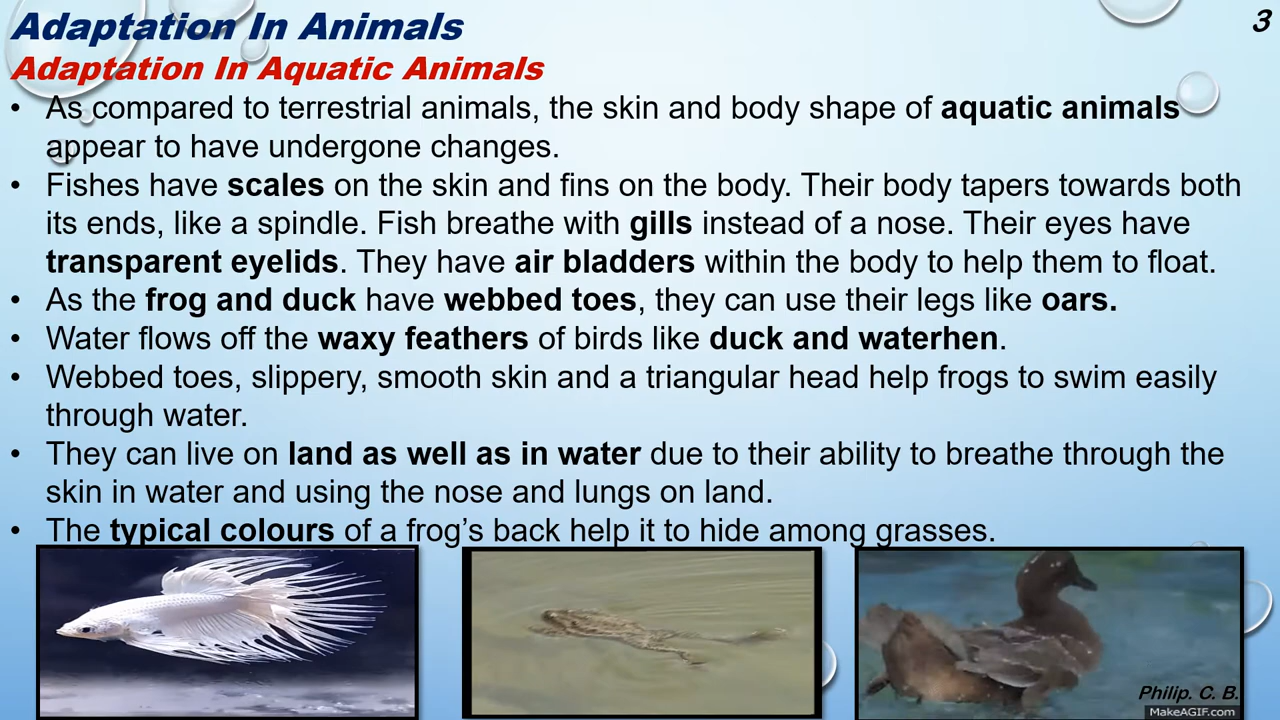 Adaptation In Animals
3
Adaptation In Aquatic Animals
• As compared to terrestrial animals, the skin and body shape of aquatic animals
appear to have undergone changes.
• Fishes have scales on the skin and fins on the body. Their body tapers towards both
its ends, like a spindle. Fish breathe with gills instead of a nose. Their eyes have
transparent eyelids. They have air bladders within the body to help them to float.
• As the frog and duck have webbed toes, they can use their legs like oars.
• Water flows off the waxy feathers of birds like duck and waterhen.
• Webbed toes, slippery, smooth skin and a triangular head help frogs to swim easily
through water.
• They can live on land as well as in water due to their ability to breathe through the
skin in water and using the nose and lungs on land.
• The typical colours of a frog’s back help it to hide among grasses.
Philip. C. B.
MakeAGIF.com